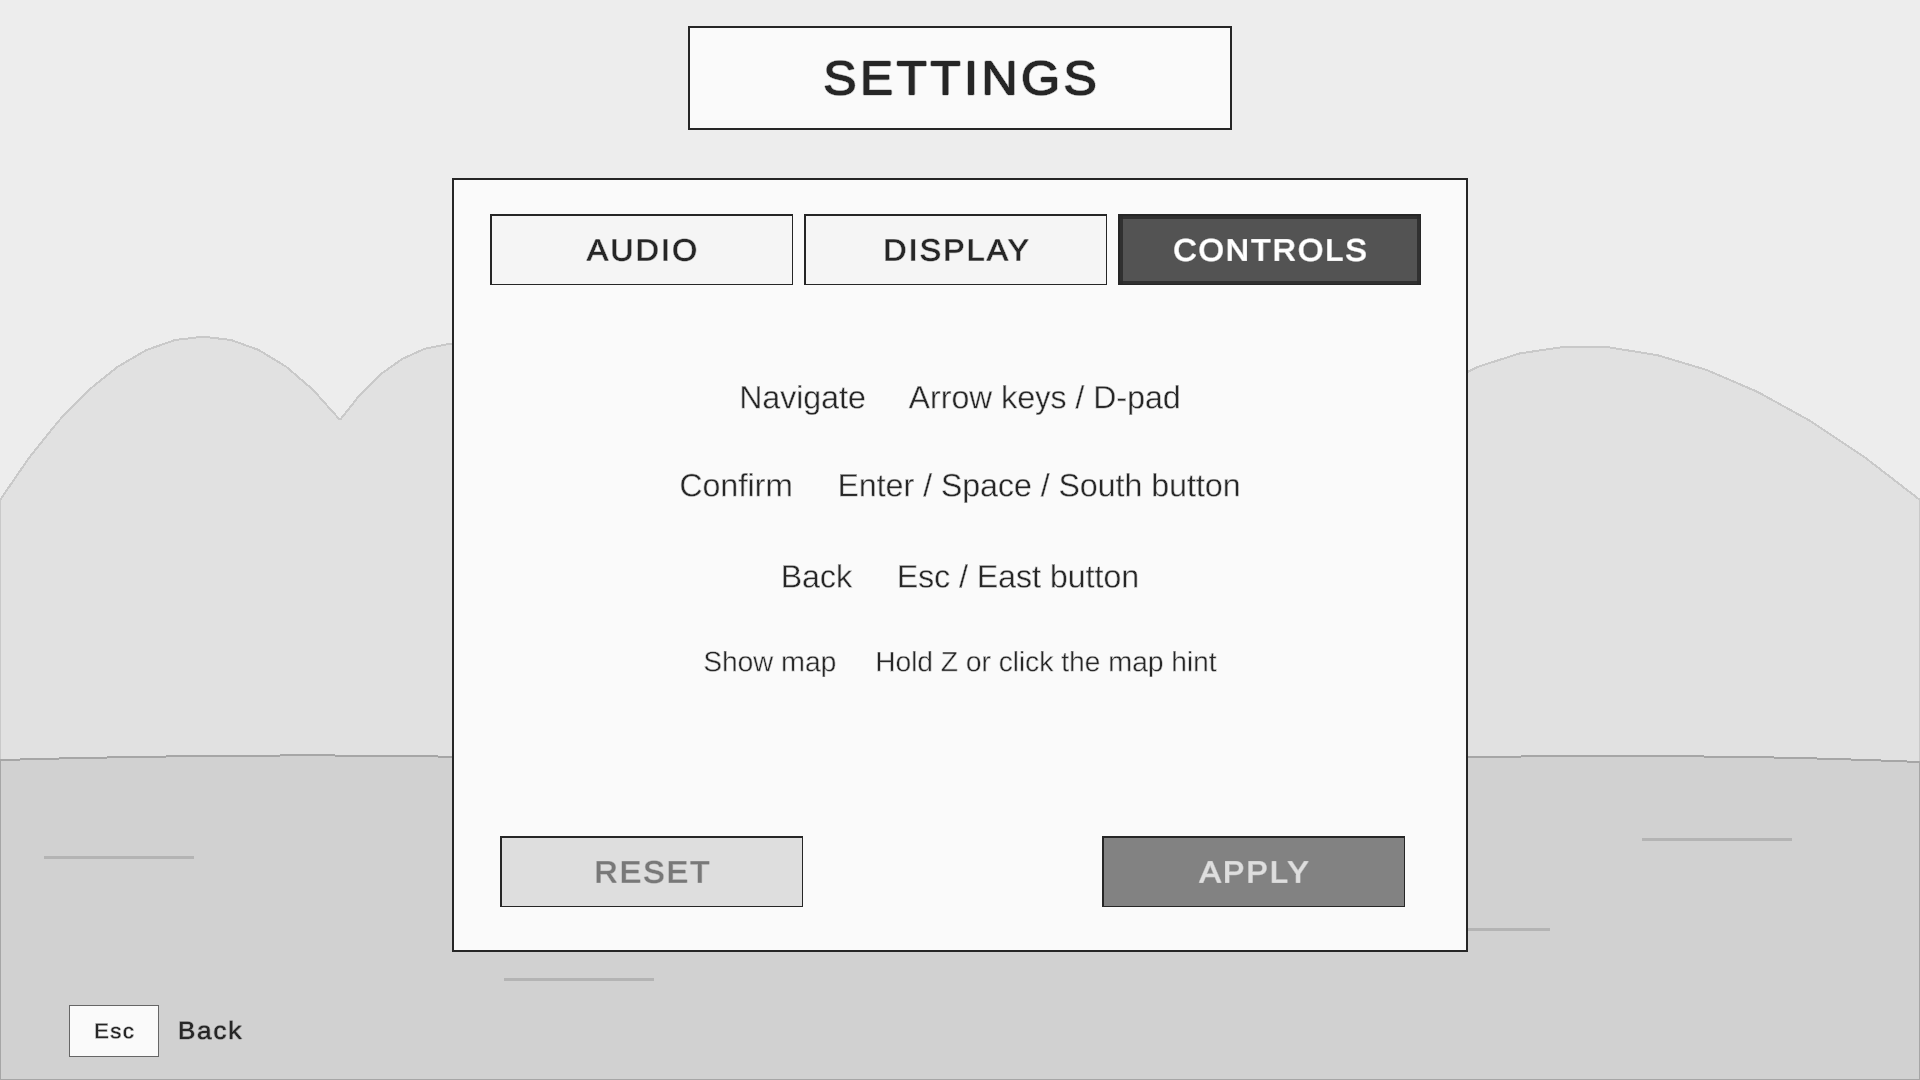 SETTINGS
AUDIO DISPLAY CONTROLS
Navigate Arrow keys / D-pad
Confirm Enter / Space / South button
Back Esc / East button
Show map Hold Z or click the map hint
RESET APPLY
Esc Back